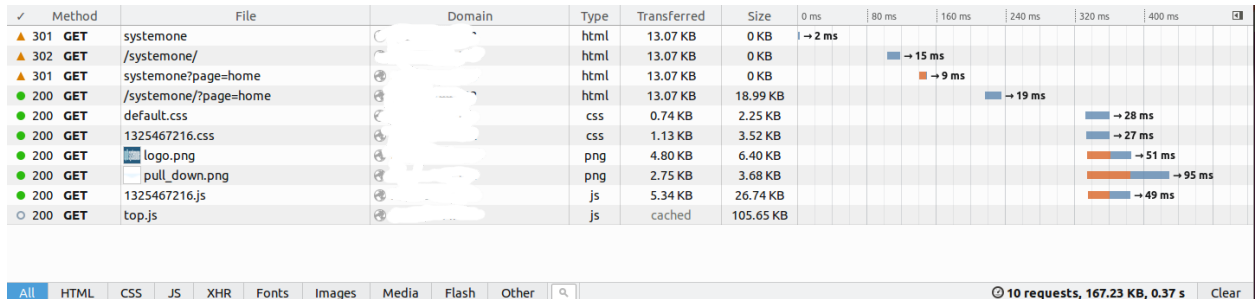 ✓ Method File Domain Type Transferred Size 0 ms 80 ms 160 ms 240 ms 320 ms 400 ms
▲ 301 GET systemone html 13.07 KB 0 KB → 2 ms
▲ 302 GET /systemone/ html 13.07 KB 0 KB → 15 ms
▲ 301 GET systemone?page=home html 13.07 KB 0 KB → 9 ms
● 200 GET /systemone/?page=home html 13.07 KB 18.99 KB → 19 ms
● 200 GET default.css css 0.74 KB 2.25 KB → 28 ms
● 200 GET 1325467216.css css 1.13 KB 3.52 KB → 27 ms
● 200 GET logo.png png 4.80 KB 6.40 KB → 51 ms
● 200 GET pull_down.png png 2.75 KB 3.68 KB → 95 ms
● 200 GET 1325467216.js js 5.34 KB 26.74 KB → 49 ms
○ 200 GET top.js js cached 105.65 KB
All HTML CSS JS XHR Fonts Images Media Flash Other 10 requests, 167.23 KB, 0.37 s Clear